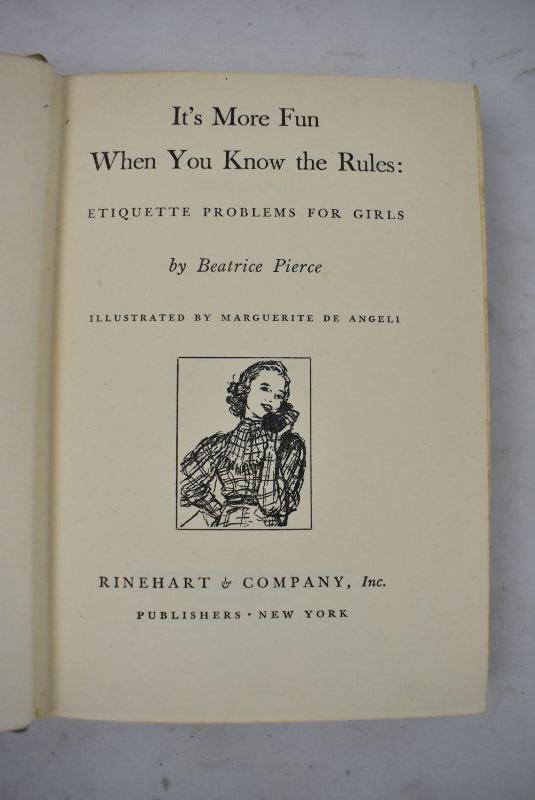 It's More Fun
When You Know the Rules:
ETIQUETTE PROBLEMS FOR GIRLS
by Beatrice Pierce
ILLUSTRATED BY MARGUERITE DE ANGELI
RINEHART & COMPANY, Inc.
PUBLISHERS · NEW YORK